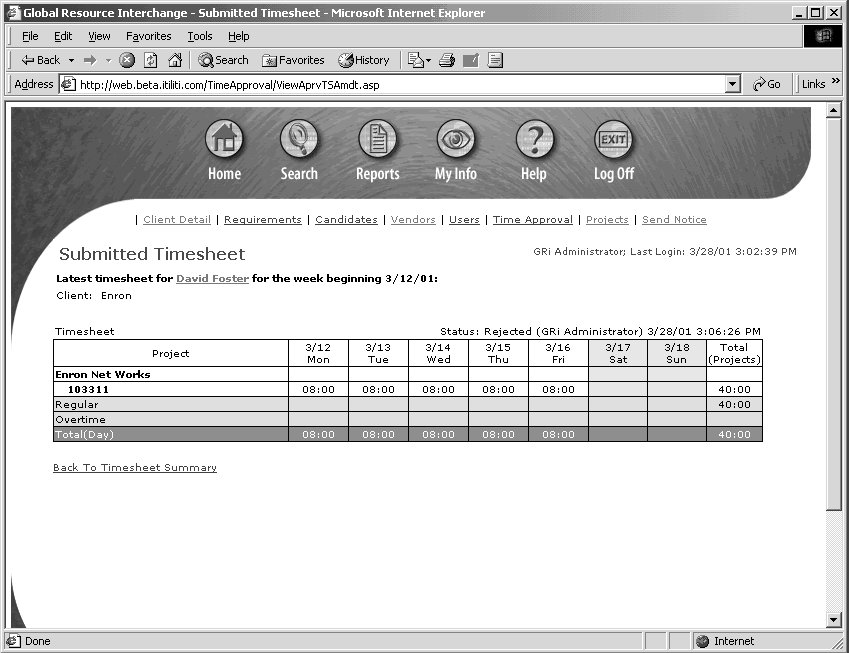 Global Resource Interchange - Submitted Timesheet - Microsoft Internet Explorer
File Edit View Favorites Tools Help
Back Search Favorites History
Address http://web.beta.itiliti.com/TimeApproval/ViewAprvTSAmdt.asp Go Links »
EXIT
Home Search Reports My Info Help Log Off
| Client Detail | Requirements | Candidates | Vendors | Users | Time Approval | Projects | Send Notice
Submitted Timesheet GRi Administrator; Last Login: 3/28/01 3:02:39 PM
Latest timesheet for David Foster for the week beginning 3/12/01:
Client: Enron
Timesheet Status: Rejected (GRi Administrator) 3/28/01 3:06:26 PM
Project 3/12 Mon 3/13 Tue 3/14 Wed 3/15 Thu 3/16 Fri 3/17 Sat 3/18 Sun Total (Projects)
Enron Net Works
103311 08:00 08:00 08:00 08:00 08:00 40:00
Regular 40:00
Overtime
Total(Day) 08:00 08:00 08:00 08:00 08:00 40:00
Back To Timesheet Summary
Done Internet